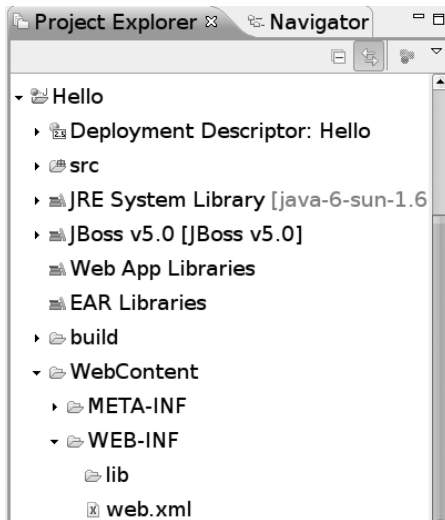 Project Explorer Navigator
Hello
Deployment Descriptor: Hello
src
JRE System Library [java-6-sun-1.6
JBoss v5.0 [JBoss v5.0]
Web App Libraries
EAR Libraries
build
WebContent
META-INF
WEB-INF
lib
web.xml